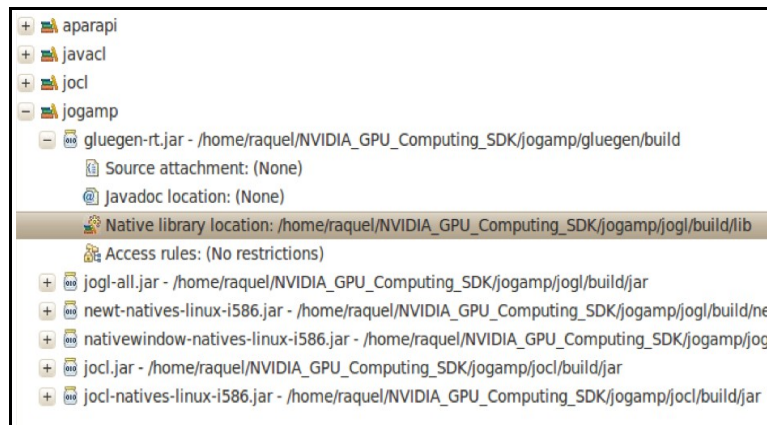 aparapi
javacl
jocl
jogamp
gluegen-rt.jar - /home/raquel/NVIDIA_GPU_Computing_SDK/jogamp/gluegen/build
Source attachment: (None)
Javadoc location: (None)
Native library location: /home/raquel/NVIDIA_GPU_Computing_SDK/jogamp/jogl/build/lib
Access rules: (No restrictions)
jogl-all.jar - /home/raquel/NVIDIA_GPU_Computing_SDK/jogamp/jogl/build/jar
newt-natives-linux-i586.jar - /home/raquel/NVIDIA_GPU_Computing_SDK/jogamp/jogl/build/ne
nativewindow-natives-linux-i586.jar - /home/raquel/NVIDIA_GPU_Computing_SDK/jogamp/jog
jocl.jar - /home/raquel/NVIDIA_GPU_Computing_SDK/jogamp/jocl/build/jar
jocl-natives-linux-i586.jar - /home/raquel/NVIDIA_GPU_Computing_SDK/jogamp/jocl/build/jar